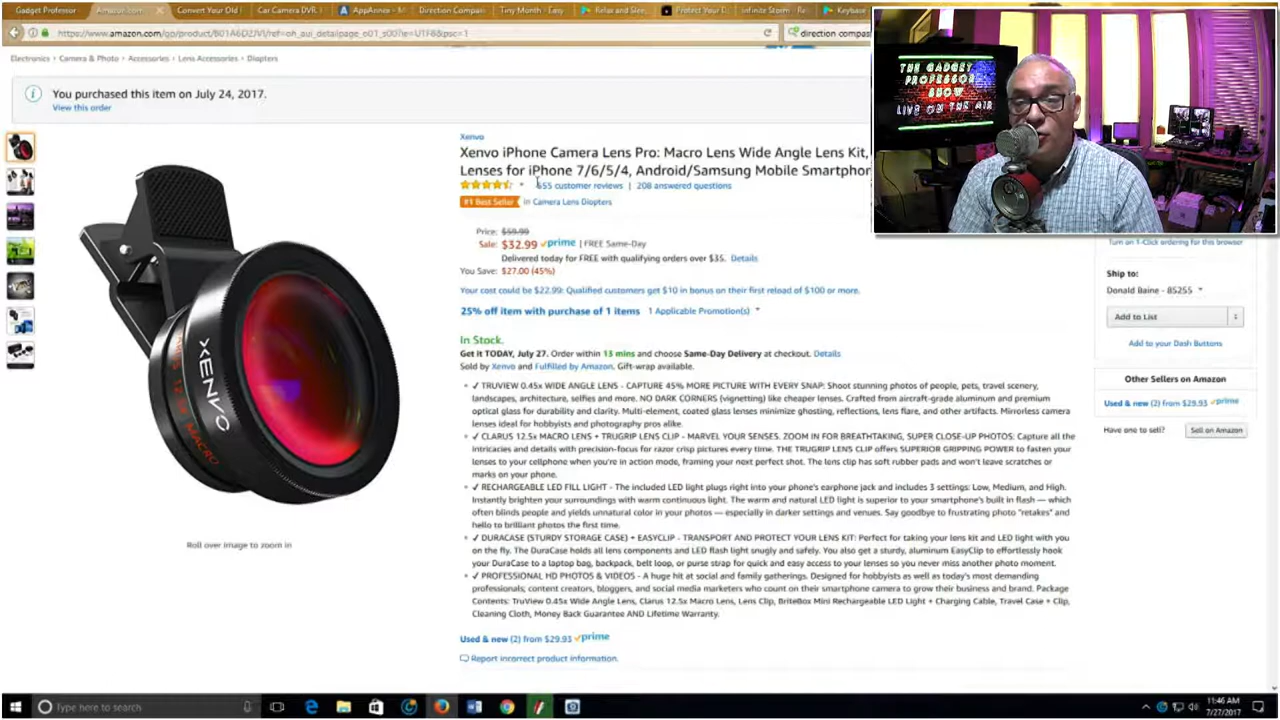 Gadget Professor
Amazon.com
Convert Your Old
Car Camera DVR.
AppAnnex - M
Direction Compas
Tiny Month - Easy
Relax and Slee
Protect Your D
Infinite Storm - Re
Keybase
https://www.amazon.com/gp/product/B01A6D2JVI/ref=oh_aui_detailpage_o01_s00?ie=UTF8&psc=1
direction compas
Electronics › Camera & Photo › Accessories › Lens Accessories › Diopters
You purchased this item on July 24, 2017.
View this order
THE GADGET
PROFESSOR
SHOW
LIVE ON THE AIR
Xenvo
Xenvo iPhone Camera Lens Pro: Macro Lens Wide Angle Lens Kit,
Lenses for iPhone 7/6/5/4, Android/Samsung Mobile Smartphon
655 customer reviews | 208 answered questions
#1 Best Seller in Camera Lens Diopters
Price: $59.99
Sale: $32.99 prime | FREE Same-Day
Delivered today for FREE with qualifying orders over $35. Details
You Save: $27.00 (45%)
Your cost could be $22.99: Qualified customers get $10 in bonus on their first reload of $100 or more.
25% off item with purchase of 1 items 1 Applicable Promotion(s)
In Stock.
Get it TODAY, July 27. Order within 13 mins and choose Same-Day Delivery at checkout. Details
Sold by Xenvo and Fulfilled by Amazon. Gift-wrap available.
✓ TRUVIEW 0.45x WIDE ANGLE LENS - CAPTURE 45% MORE PICTURE WITH EVERY SNAP: Shoot stunning photos of people, pets, travel scenery,
landscapes, architecture, selfies and more. NO DARK CORNERS (vignetting) like cheaper lenses. Crafted from aircraft-grade aluminum and premium
optical glass for durability and clarity. Multi-element, coated glass lenses minimize ghosting, reflections, lens flare, and other artifacts. Mirrorless camera
lenses ideal for hobbyists and photography pros alike.
✓ CLARUS 12.5x MACRO LENS + TRUGRIP LENS CLIP - MARVEL YOUR SENSES. ZOOM IN FOR BREATHTAKING, SUPER CLOSE-UP PHOTOS: Capture all the
intricacies and details with precision-focus for razor crisp pictures every time. THE TRUGRIP LENS CLIP offers SUPERIOR GRIPPING POWER to fasten your
lenses to your cellphone when you're in action mode, framing your next perfect shot. The lens clip has soft rubber pads and won't leave scratches or
marks on your phone.
✓ RECHARGEABLE LED FILL LIGHT - The included LED light plugs right into your phone's earphone jack and includes 3 settings: Low, Medium, and High.
Instantly brighten your surroundings with warm continuous light. The warm and natural LED light is superior to your smartphone's built in flash — which
often blinds people and yields unnatural color in your photos — especially in darker settings and venues. Say goodbye to frustrating photo "retakes" and
hello to brilliant photos the first time.
✓ DURACASE (STURDY STORAGE CASE) + EASYCLIP - TRANSPORT AND PROTECT YOUR LENS KIT: Perfect for taking your lens kit and LED light with you
on the fly. The DuraCase holds all lens components and LED flash light snugly and safely. You also get a sturdy, aluminum EasyClip to effortlessly hook
your DuraCase to a laptop bag, backpack, belt loop, or purse strap for quick and easy access to your lenses so you never miss another photo moment.
✓ PROFESSIONAL HD PHOTOS & VIDEOS - A huge hit at social and family gatherings. Designed for hobbyists as well as today's most demanding
professionals; content creators, bloggers, and social media marketers who count on their smartphone camera to grow their business and brand. Package
Contents: TruView 0.45x Wide Angle Lens, Clarus 12.5x Macro Lens, Lens Clip, BriteBox Mini Rechargeable LED Light + Charging Cable, Travel Case + Clip,
Cleaning Cloth, Money Back Guarantee AND Lifetime Warranty.
Used & new (2) from $29.93 prime
Report incorrect product information.
XENVO
12.5x MACRO
Roll over image to zoom in
Turn on 1-Click ordering for this browser
Ship to:
Donald Baine - 85255
Add to List
Add to your Dash Buttons
Other Sellers on Amazon
Used & new (2) from $29.93 prime
Have one to sell? Sell on Amazon
Type here to search
11:46 AM
7/27/2017